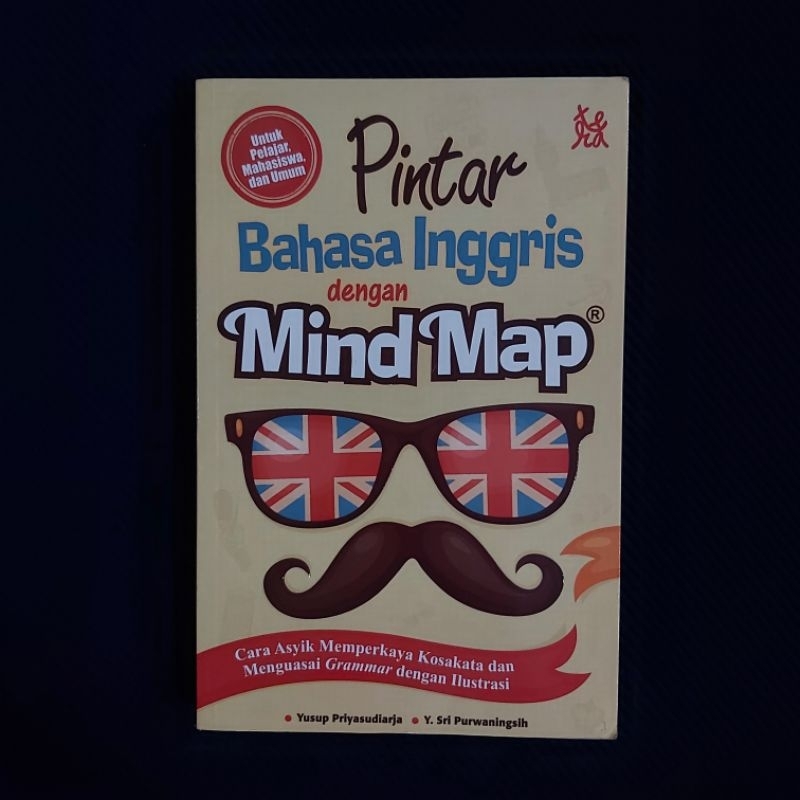 Untuk
Pelajar,
Mahasiswa,
dan Umum
tera
Pintar
Bahasa Inggris
dengan
Mind Map®
Cara Asyik Memperkaya Kosakata dan
Menguasai Grammar dengan Ilustrasi
• Yusup Priyasudiarja • Y. Sri Purwaningsih